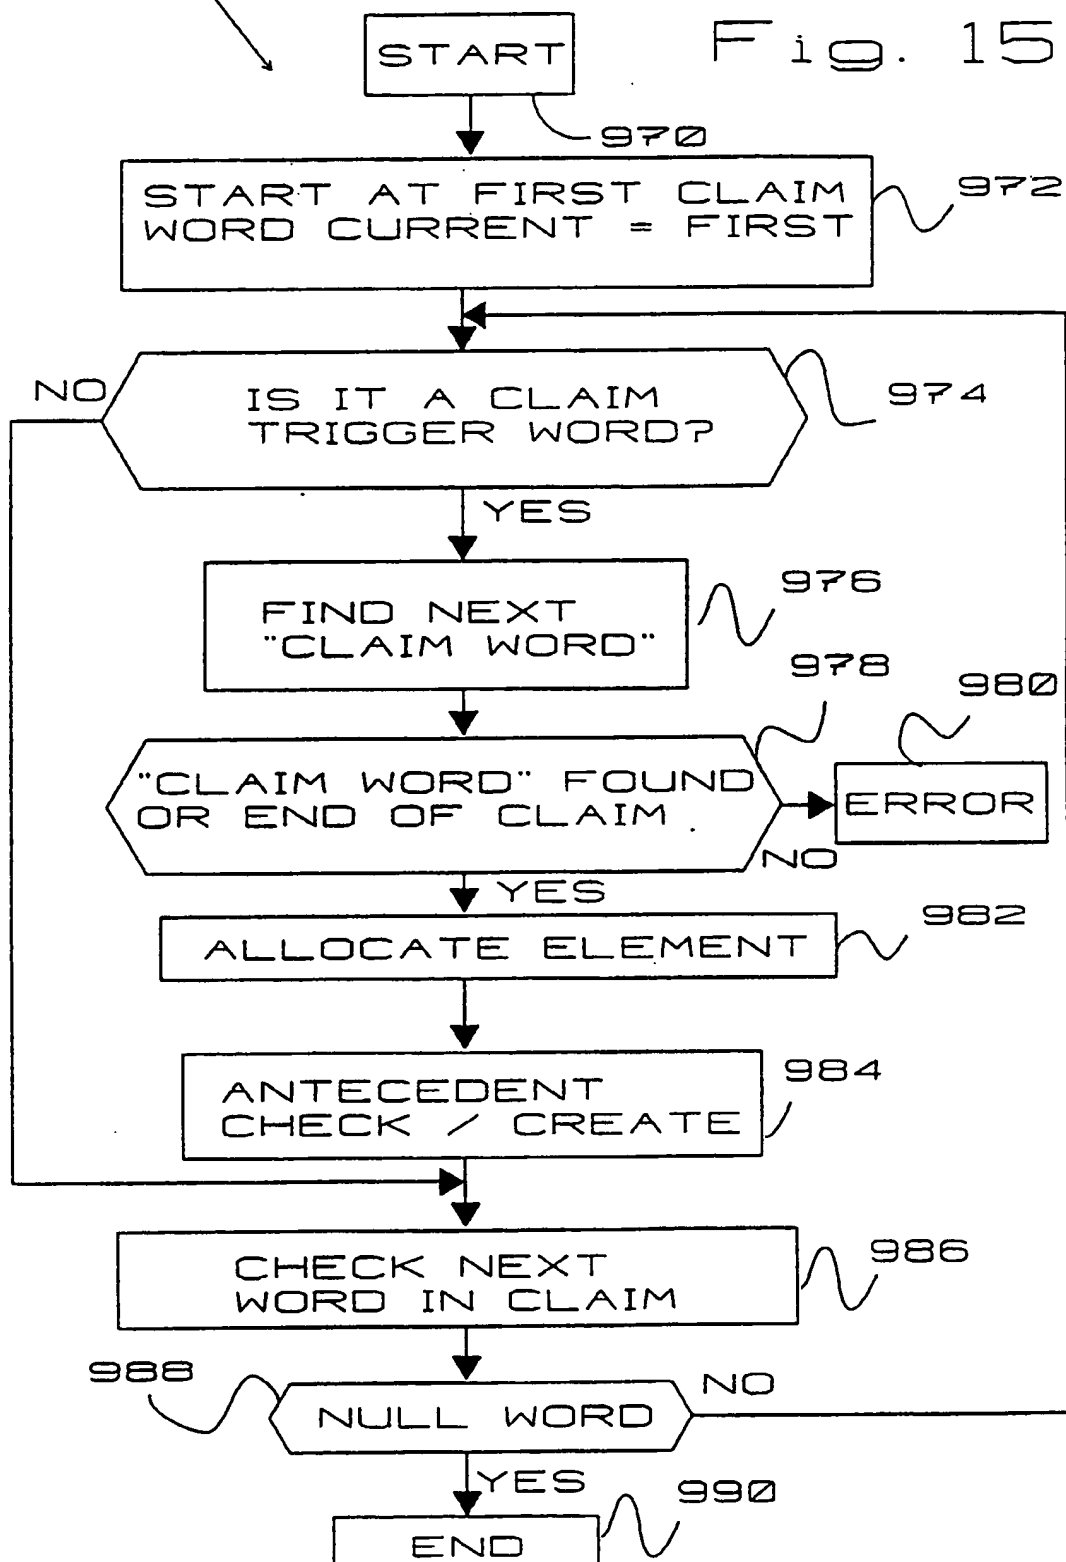 START
Fig. 15
970
START AT FIRST CLAIM
WORD CURRENT = FIRST
972
NO
IS IT A CLAIM
TRIGGER WORD?
974
YES
FIND NEXT
"CLAIM WORD"
976
978
980
"CLAIM WORD" FOUND
OR END OF CLAIM
ERROR
NO
YES
982
ALLOCATE ELEMENT
984
ANTECEDENT
CHECK / CREATE
986
CHECK NEXT
WORD IN CLAIM
988
NO
NULL WORD
YES
990
END